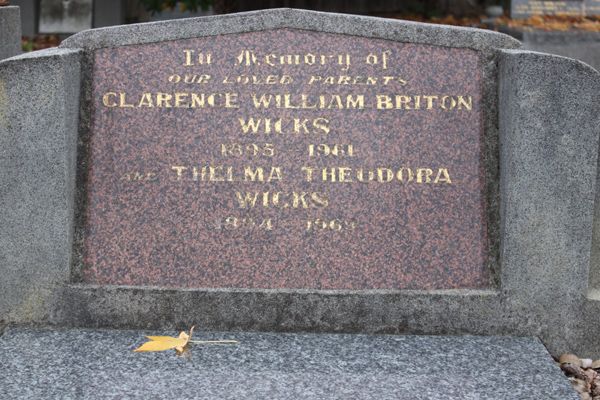 In Memory of
OUR LOVED PARENTS
CLARENCE WILLIAM BRITON
WICKS
1895 1961
AND THELMA THEODORA
WICKS